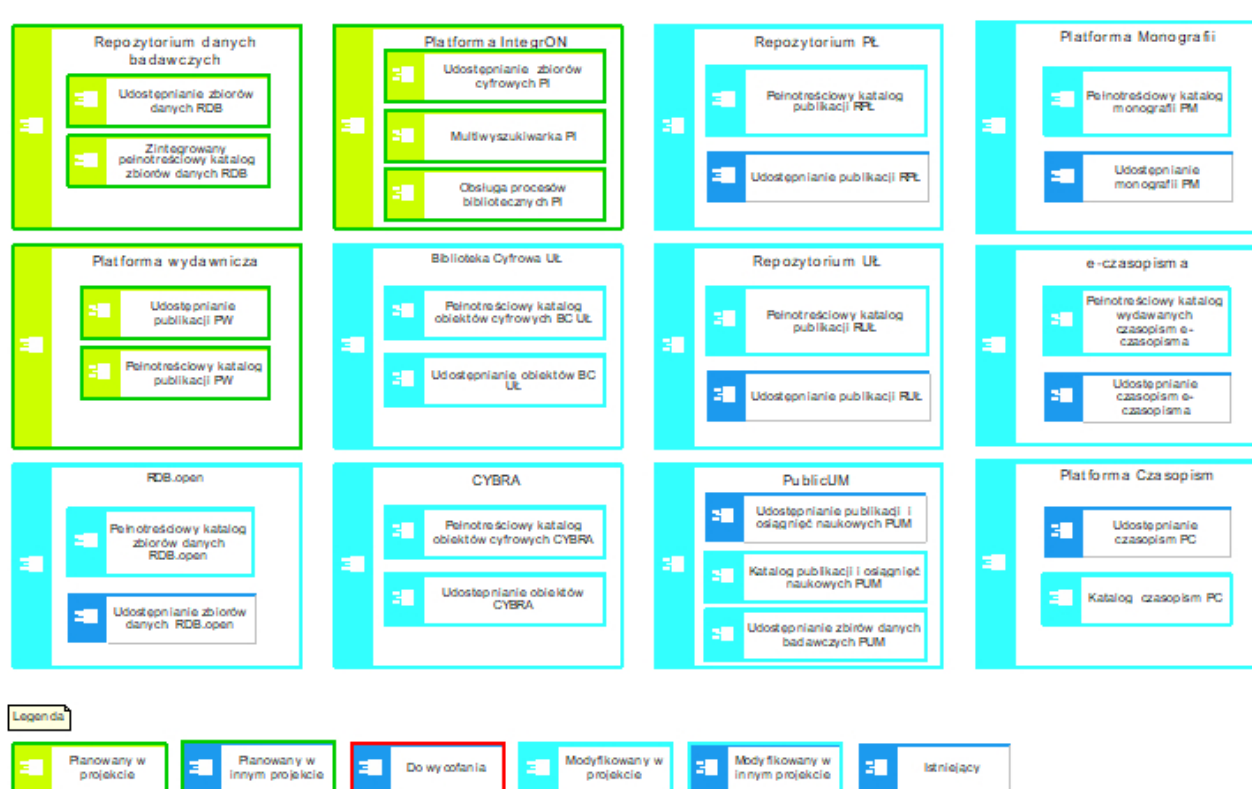 Repozytorium danych
badawczych
Udostępnianie zbiorów
danych RDB
Zintegrowany
pełnotreściowy katalog
zbiorów danych RDB
Platforma IntegrON
Udostępnianie zbiorów
cyfrowych PI
Multiwyszukiwarka PI
Obsługa procesów
bibliotecznych PI
Repozytorium PŁ
Pełnotreściowy katalog
publikacji RPŁ
Udostępnianie publikacji RPŁ
Platforma Monografii
Pełnotreściowy katalog
monografii PM
Udostępnianie
monografii PM
Platforma wydawnicza
Udostępnianie
publikacji PW
Pełnotreściowy katalog
publikacji PW
Biblioteka Cyfrowa UŁ
Pełnotreściowy katalog
obiektów cyfrowych BC UŁ
Udostępnianie obiektów BC
UŁ
Repozytorium UŁ
Pełnotreściowy katalog
publikacji RUŁ
Udostępnianie publikacji RUŁ
e-czasopisma
Pełnotreściowy katalog
wydawanych
czasopism e-
czasopisma
Udostępnianie
czasopism e-
czasopisma
RDB.open
Pełnotreściowy katalog
zbiorów danych
RDB.open
Udostępnianie zbiorów
danych RDB.open
CYBRA
Pełnotreściowy katalog
obiektów cyfrowych CYBRA
Udostępnianie obiektów
CYBRA
PublicUM
Udostępnianie publikacji i
osiągnięć naukowych PUM
Katalog publikacji i osiągnięć
naukowych PUM
Udostępnianie zbirów danych
badawczych PUM
Platforma Czasopism
Udostępnianie
czasopism PC
Katalog czasopism PC
Legenda
Planowany w
projekcie
Planowany w
innym projekcie
Do wycofania
Modyfikowany w
projekcie
Modyfikowany w
innym projekcie
Istniejący